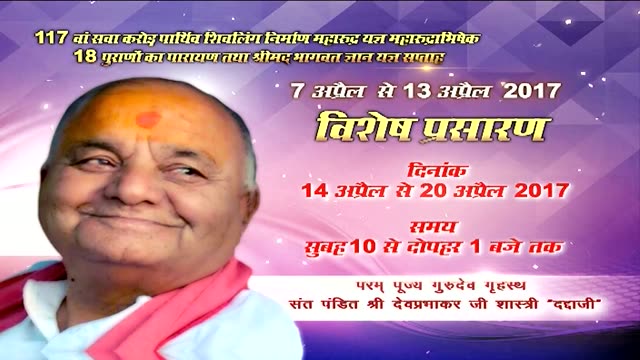 117 वां सवा करोड़ पार्थिव शिवलिंग निर्माण महारुद्र यज्ञ महारुद्राभिषेक
18 पुराणों का पारायण तथा श्रीमद भागवत ज्ञान यज्ञ सप्ताह
7 अप्रैल से 13 अप्रैल 2017
विशेष प्रसारण
दिनांक
14 अप्रैल से 20 अप्रैल 2017
समय
सुबह 10 से दोपहर 1 बजे तक
परम् पूज्य गुरुदेव गृहस्थ
संत पंडित श्री देवप्रभाकर जी शास्त्री "दद्दाजी"